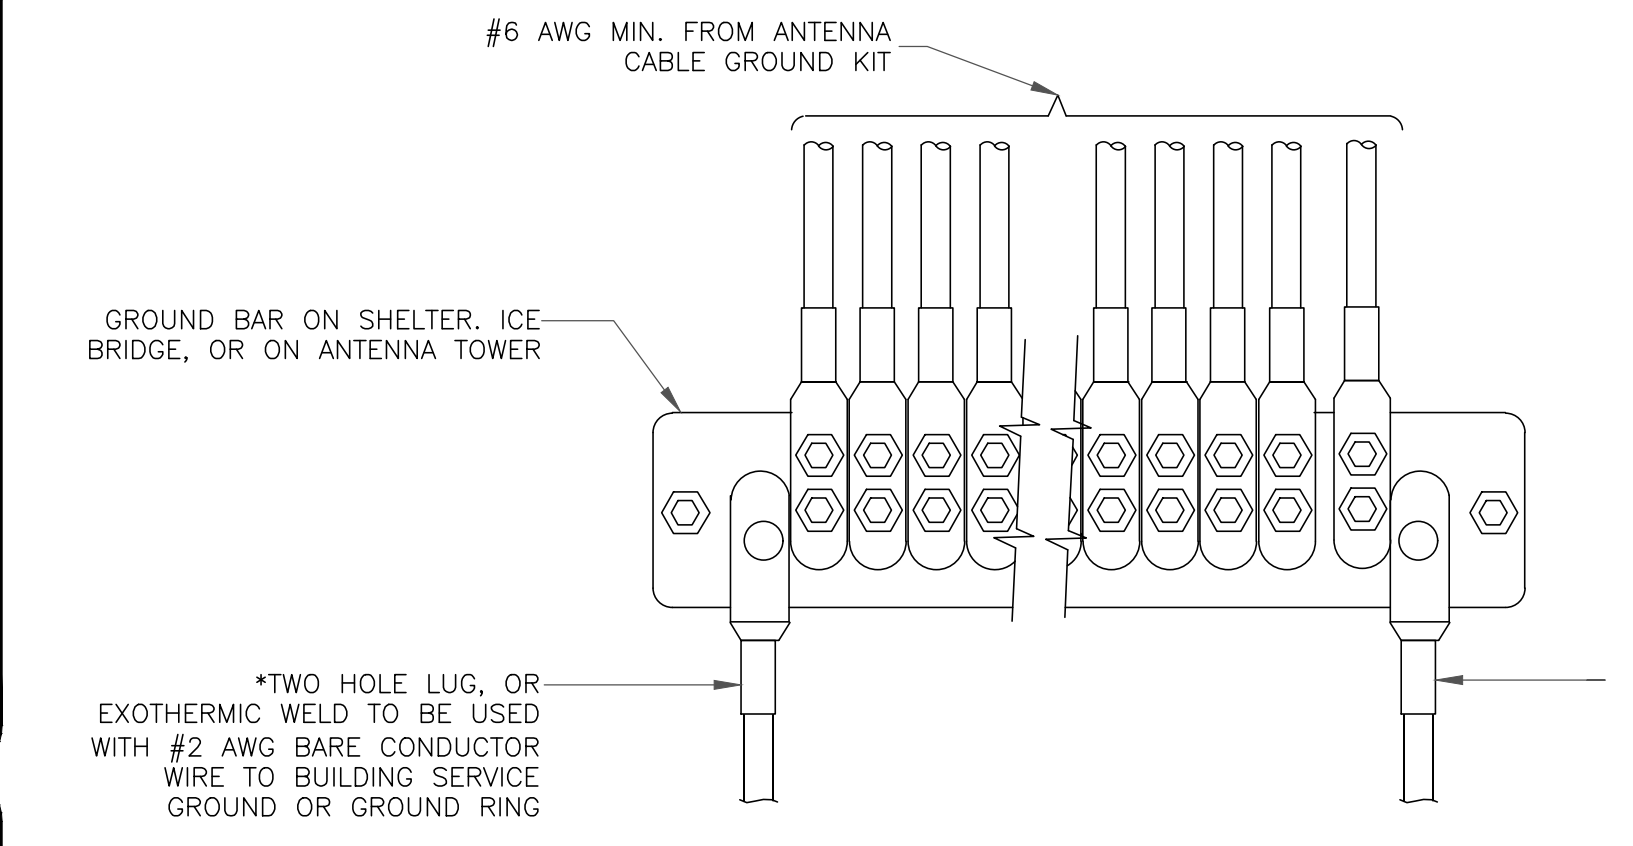 #6 AWG MIN. FROM ANTENNA
CABLE GROUND KIT
GROUND BAR ON SHELTER. ICE
BRIDGE, OR ON ANTENNA TOWER
*TWO HOLE LUG, OR
EXOTHERMIC WELD TO BE USED
WITH #2 AWG BARE CONDUCTOR
WIRE TO BUILDING SERVICE
GROUND OR GROUND RING